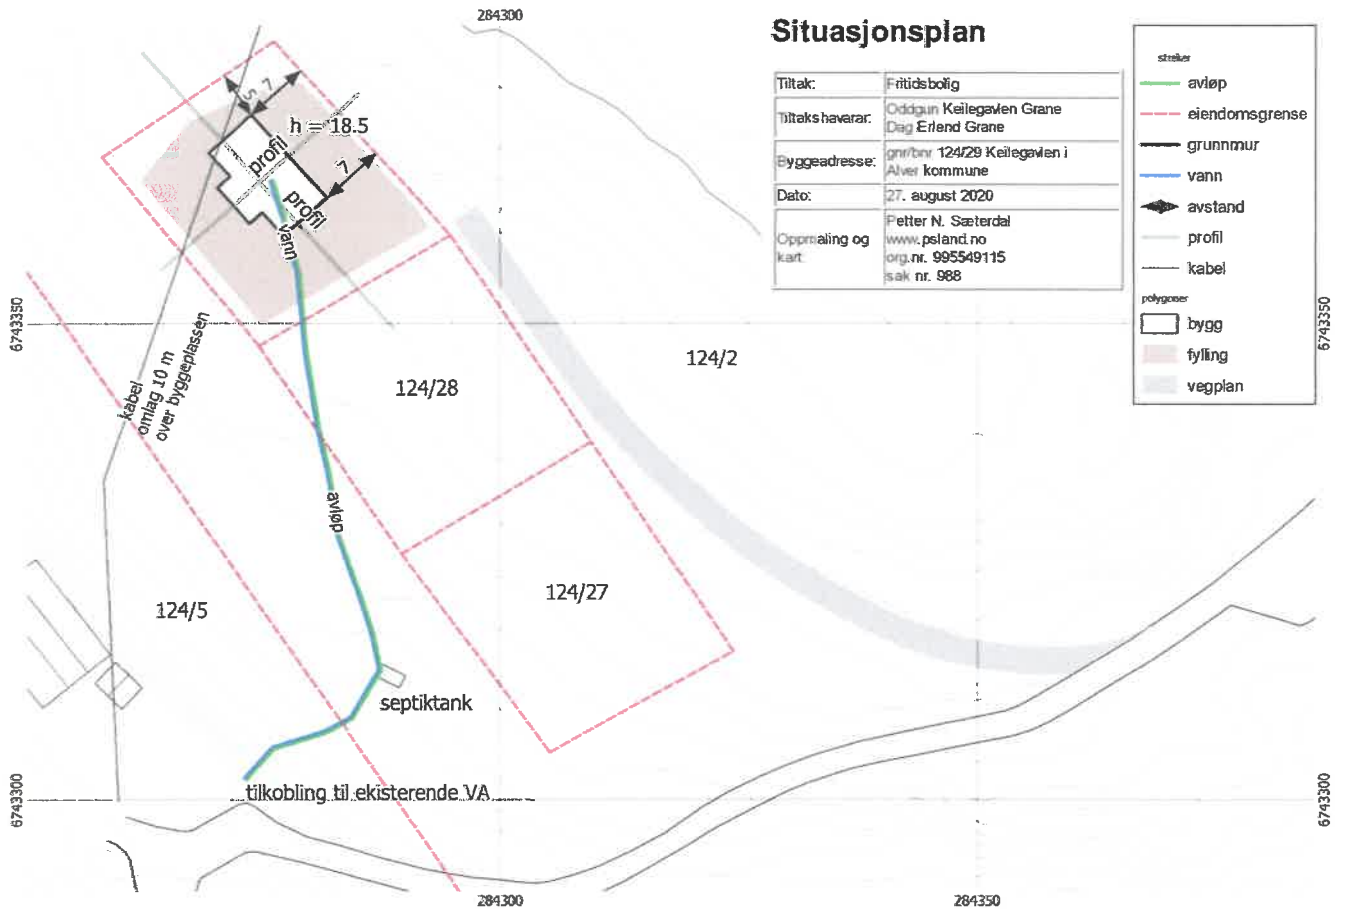 284300
Situasjonsplan
Tiltak: Fritidsbolig
Tiltakshavarar: Oddgun Keilegavlen Grane
Dag Erlend Grane
Byggeadresse: gnr/bnr 124/29 Keilegavlen i
Alver kommune
Dato: 27. august 2020
Oppmåling og
kart:
Petter N. Sæterdal
www.psland.no
org.nr. 995549115
sak nr. 988
streker
avløp
eiendomsgrense
grunnmur
vann
avstand
profil
kabel
polygoner
bygg
fylling
vegplan
5
7
h = 18.5
profil
7
profil
vann
6743350
6743350
kabel
omlag 10 m
over byggeplassen
124/28
124/2
avløp
124/5
124/27
septiktank
tilkobling til ekisterende VA
6743300
6743300
284300
284350